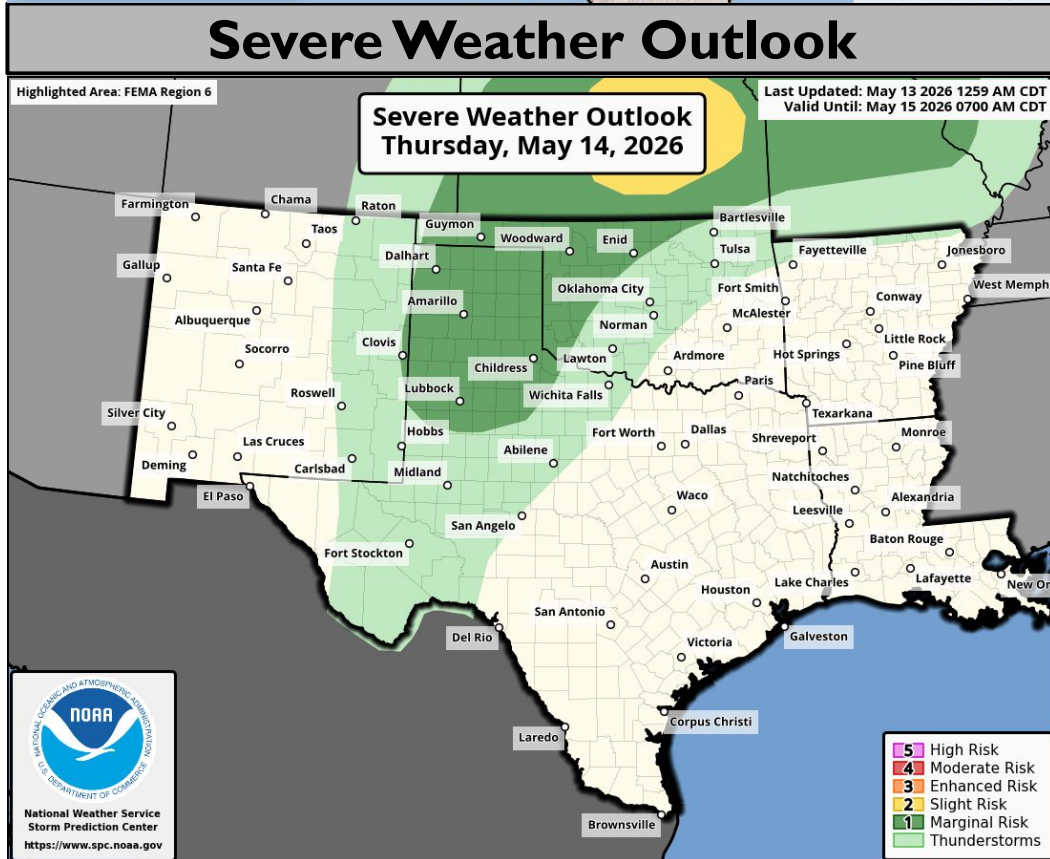 Severe Weather Outlook
Highlighted Area: FEMA Region 6
Severe Weather Outlook
Thursday, May 14, 2026
Last Updated: May 13 2026 1259 AM CDT
Valid Until: May 15 2026 0700 AM CDT
Farmington
Chama
Raton
Taos
Guymon
Woodward
Enid
Bartlesville
Tulsa
Fayetteville
Jonesboro
Gallup
Santa Fe
Dalhart
Oklahoma City
Fort Smith
Conway
West Memph
Albuquerque
Amarillo
Norman
McAlester
Little Rock
Socorro
Clovis
Childress
Lawton
Ardmore
Hot Springs
Pine Bluff
Roswell
Lubbock
Wichita Falls
Paris
Texarkana
Silver City
Las Cruces
Hobbs
Abilene
Fort Worth
Dallas
Shreveport
Monroe
Deming
Carlsbad
Midland
Natchitoches
El Paso
San Angelo
Waco
Leesville
Alexandria
Fort Stockton
Baton Rouge
Austin
Houston
Lake Charles
Lafayette
New Or
Del Rio
San Antonio
Victoria
Galveston
Laredo
Corpus Christi
Brownsville
NATIONAL OCEANIC AND ATMOSPHERIC ADMINISTRATION
NOAA
U.S. DEPARTMENT OF COMMERCE
National Weather Service
Storm Prediction Center
https://www.spc.noaa.gov
5 High Risk
4 Moderate Risk
3 Enhanced Risk
2 Slight Risk
1 Marginal Risk
Thunderstorms